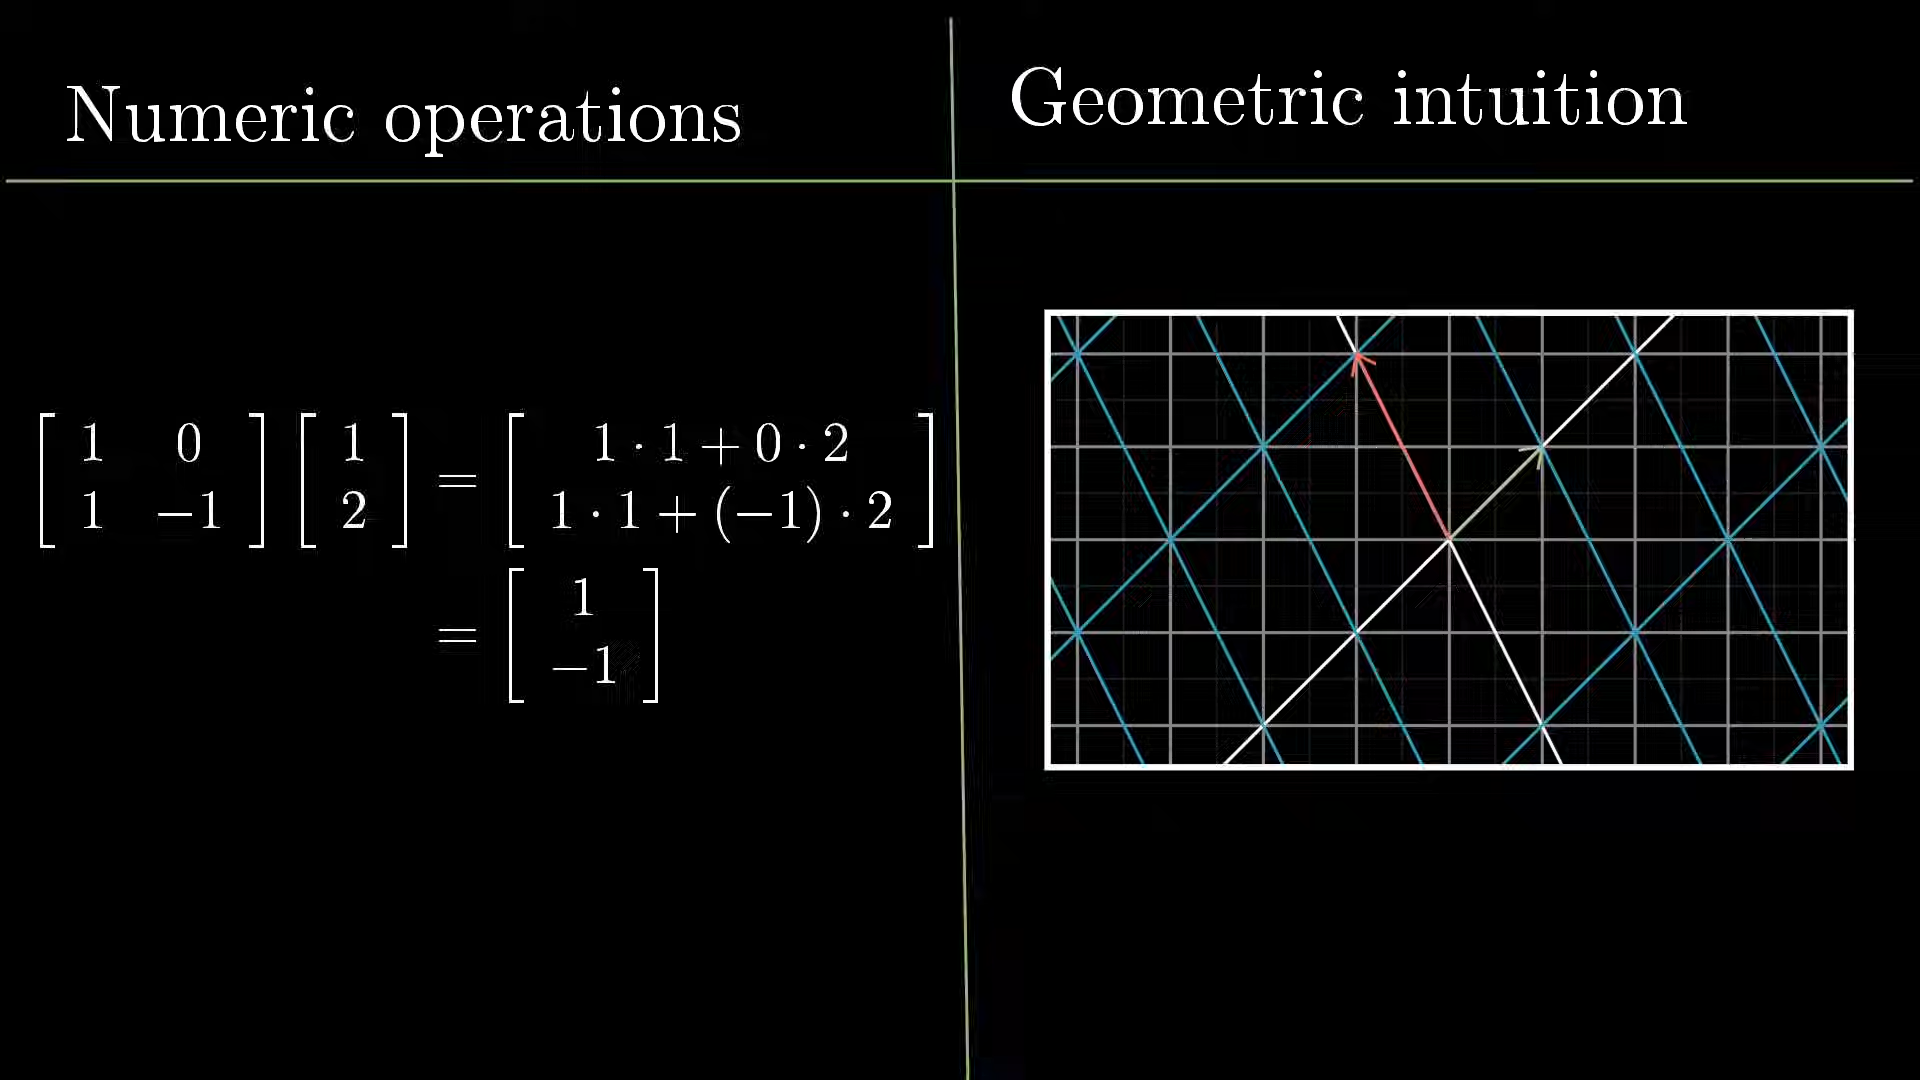 Numeric operations
Geometric intuition
[ 1 0 ] [ 1 ] = [ 1 · 1 + 0 · 2 ]
[ 1 −1 ] [ 2 ] [ 1 · 1 + (−1) · 2 ]
= [ 1 ]
[ −1 ]